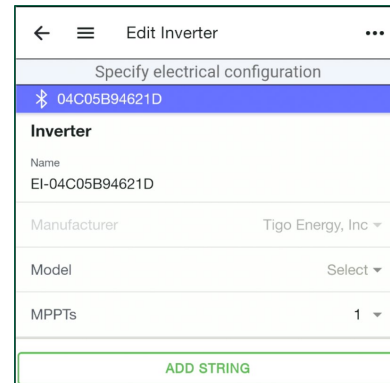 Edit Inverter
Specify electrical configuration
04C05B94621D
Inverter
Name
EI-04C05B94621D
Manufacturer Tigo Energy, Inc
Model Select
MPPTs 1
ADD STRING